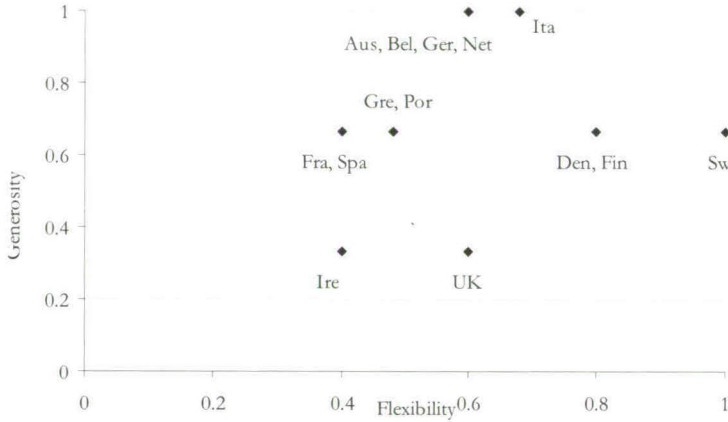 1
Ita
Aus, Bel, Ger, Net
0.8
Gre, Por
Generosity
0.6
Fra, Spa
Den, Fin
Sw
0.4
Ire
UK
0.2
0
0
0.2
0.4
Flexibility
0.6
0.8
1